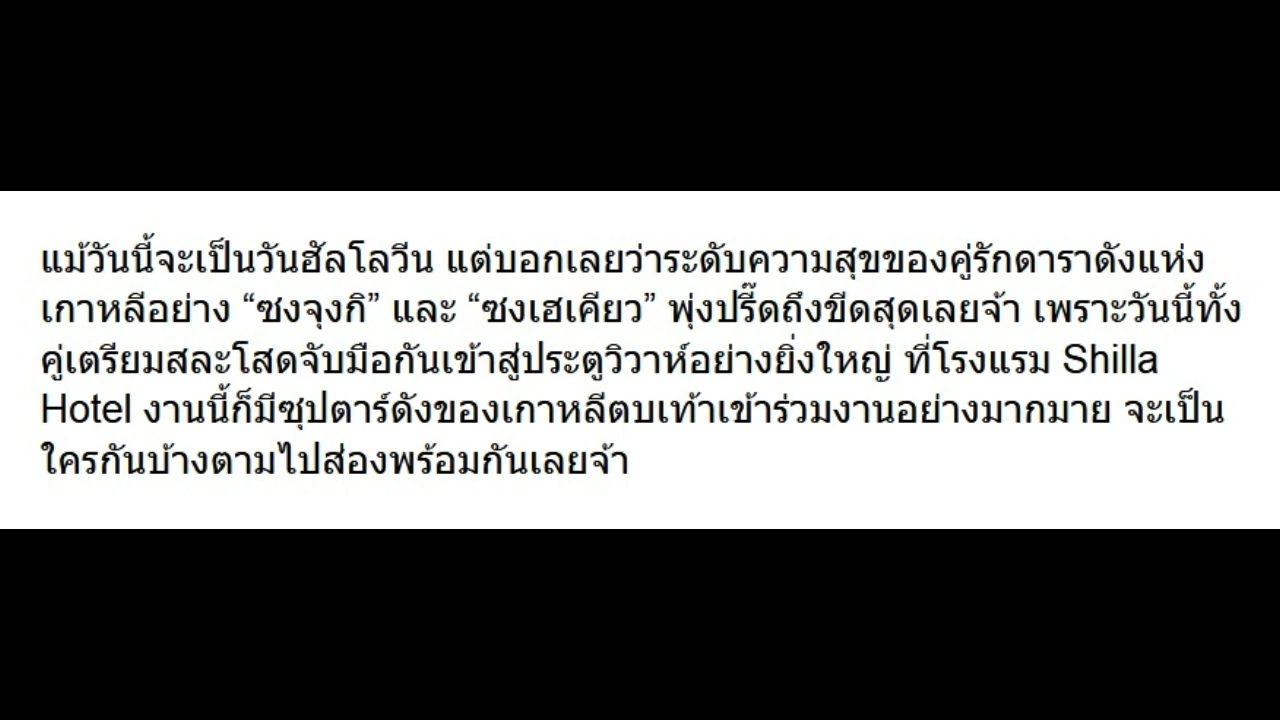 แม้วันนี้จะเป็นวันฮัลโลวีน แต่บอกเลยว่าระดับความสุขของคู่รักดาราดังแห่ง
เกาหลีอย่าง “ซงจุงกิ” และ “ซงเฮเคียว” พุ่งปรี๊ดถึงขีดสุดเลยจ้า เพราะวันนี้ทั้ง
คู่เตรียมสละโสดจับมือกันเข้าสู่ประตูวิวาห์อย่างยิ่งใหญ่ ที่โรงแรม Shilla
Hotel งานนี้ก็มีซุปตาร์ดังของเกาหลีตบเท้าเข้าร่วมงานอย่างมากมาย จะเป็น
ใครกันบ้างตามไปส่องพร้อมกันเลยจ้า